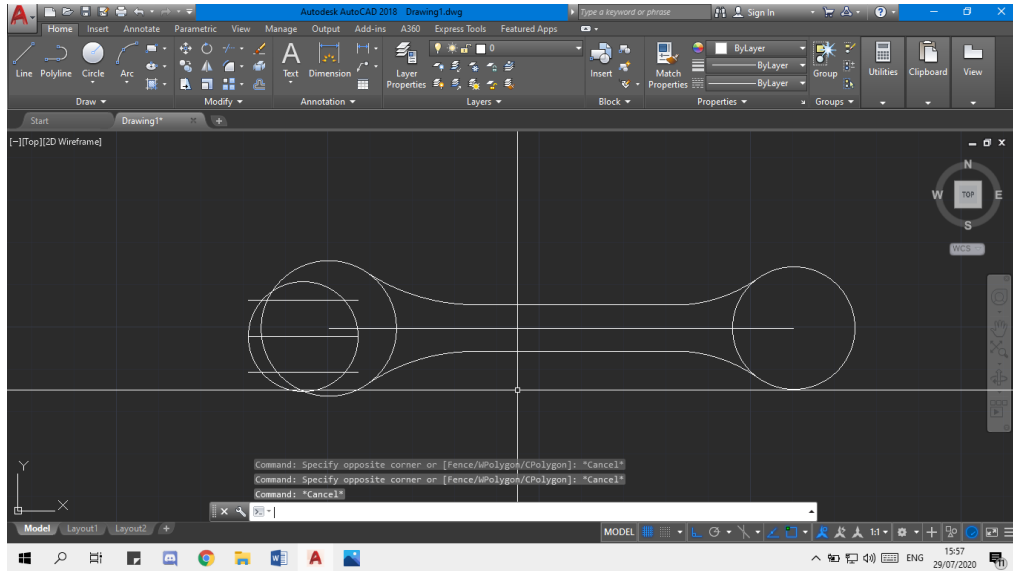 A Autodesk AutoCAD 2018 Drawing1.dwg Type a keyword or phrase Sign In
Home Insert Annotate Parametric View Manage Output Add-ins A360 Express Tools Featured Apps
0 ByLayer
ByLayer
ByLayer
Line Polyline Circle Arc Text Dimension Layer Properties Insert Match Properties Group Utilities Clipboard View
Draw Modify Annotation Layers Block Properties Groups
Start Drawing1* +
[−][Top][2D Wireframe]
N
W TOP E
S
WCS
Y
X
Command: Specify opposite corner or [Fence/WPolygon/CPolygon]: *Cancel*
Command: Specify opposite corner or [Fence/WPolygon/CPolygon]: *Cancel*
Command: *Cancel*
Model Layout1 Layout2 + MODEL 1:1
ENG 15:57
29/07/2020